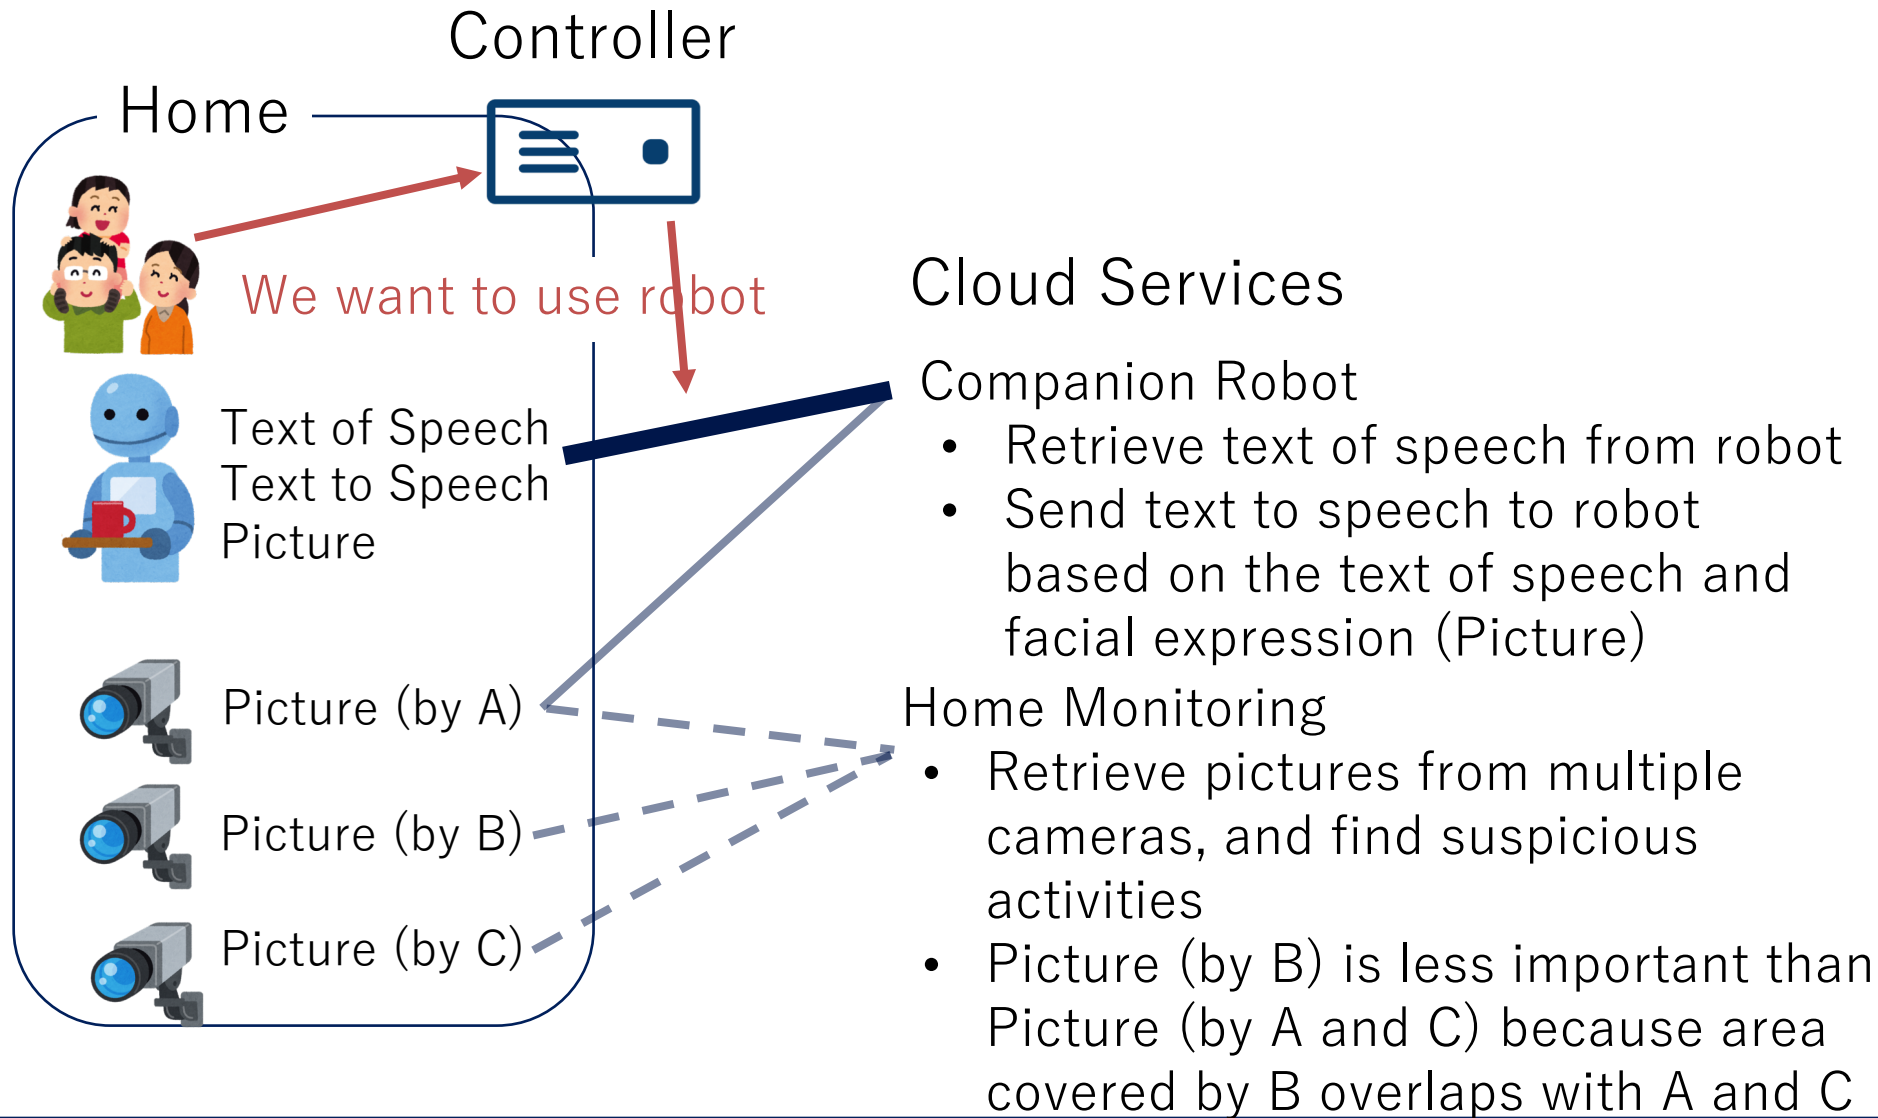 Controller
Home
We want to use robot
Text of Speech
Text to Speech
Picture
Picture (by A)
Picture (by B)
Picture (by C)
Cloud Services
Companion Robot
• Retrieve text of speech from robot
• Send text to speech to robot
based on the text of speech and
facial expression (Picture)
Home Monitoring
• Retrieve pictures from multiple
cameras, and find suspicious
activities
• Picture (by B) is less important than
Picture (by A and C) because area
covered by B overlaps with A and C